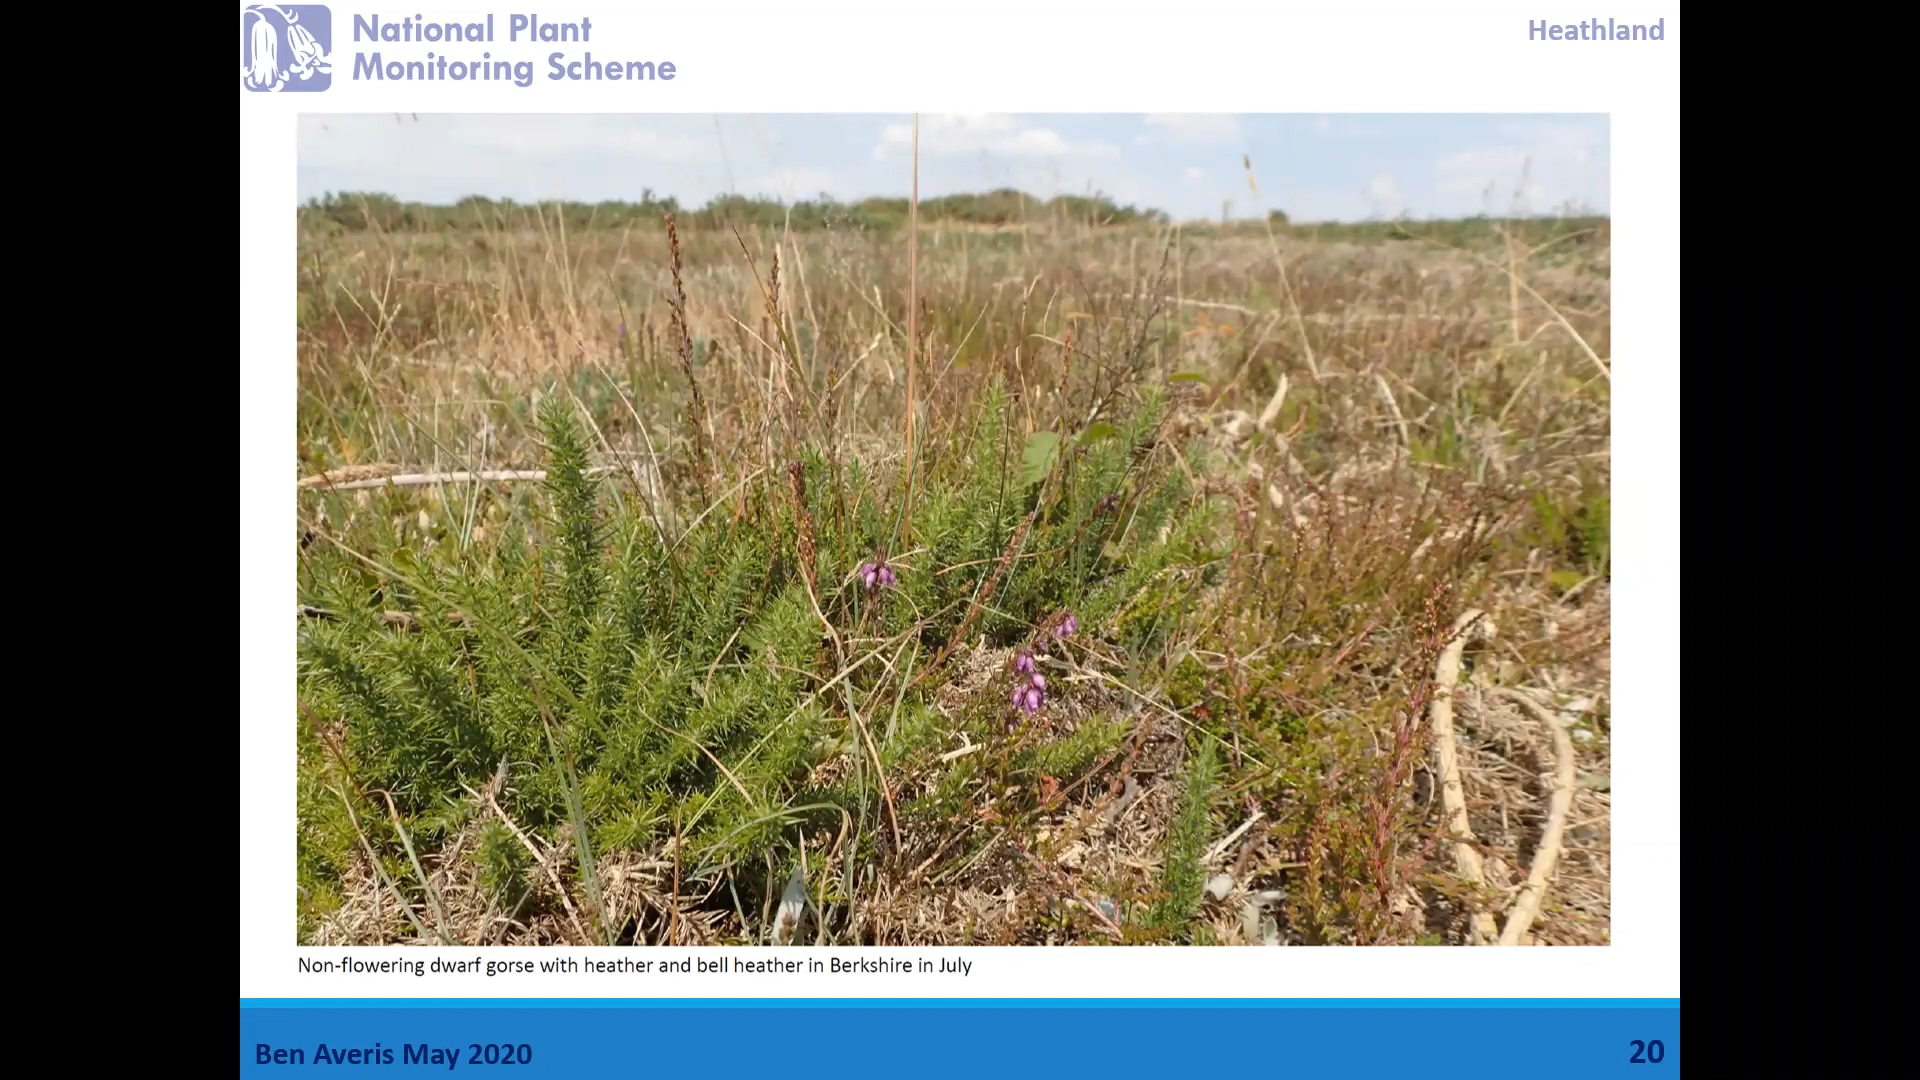 National Plant
Monitoring Scheme
Heathland
Non-flowering dwarf gorse with heather and bell heather in Berkshire in July
Ben Averis May 2020
20